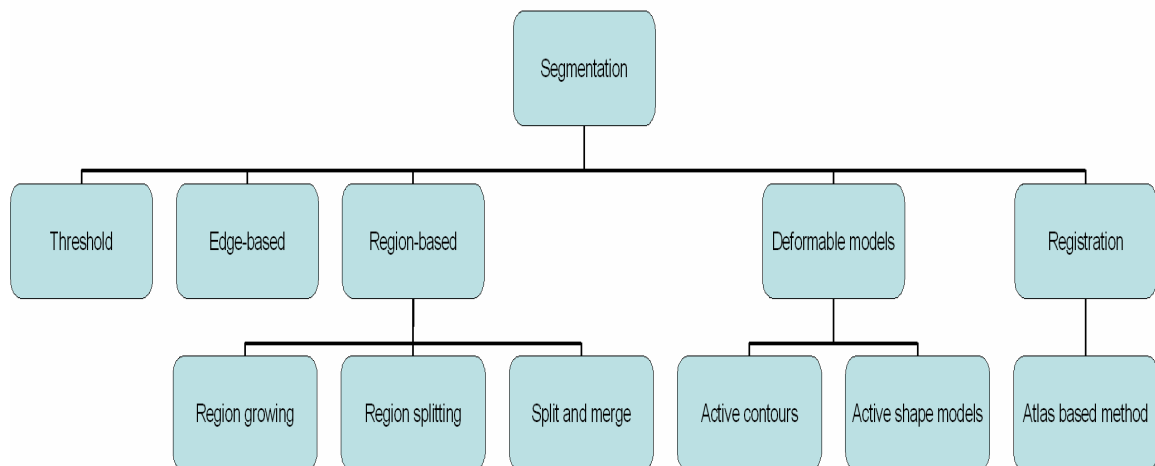 Segmentation
Threshold
Edge-based
Region-based
Deformable models
Registration
Region growing
Region splitting
Split and merge
Active contours
Active shape models
Atlas based method